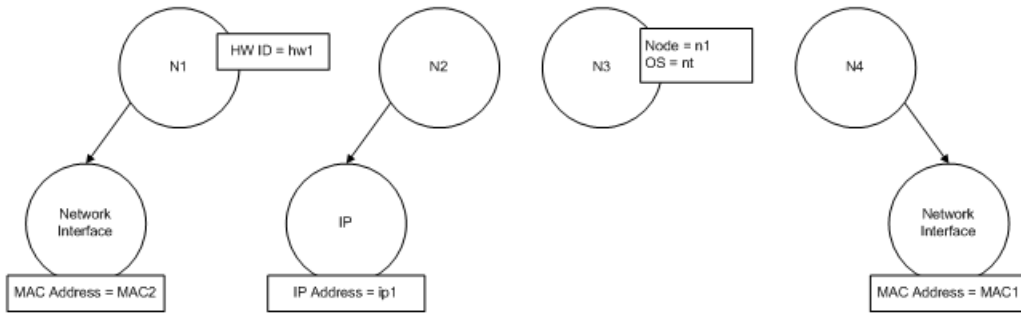 N1
HW ID = hw1
N2
N3
Node = n1
OS = nt
N4
Network
Interface
IP
Network
Interface
MAC Address = MAC2
IP Address = ip1
MAC Address = MAC1